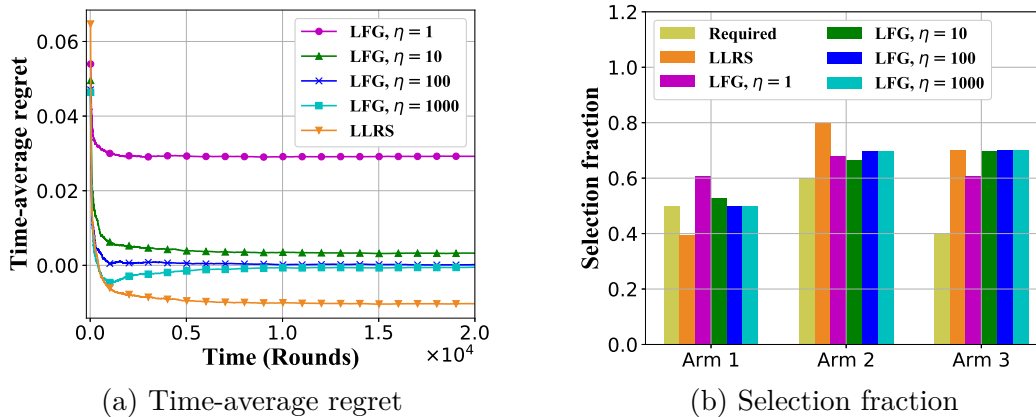 Time-average regret
0.06
0.04
0.02
0.00
LFG, η = 1
LFG, η = 10
LFG, η = 100
LFG, η = 1000
LLRS
0.0
0.5
1.0
1.5
2.0
Time (Rounds)
×10⁴
(a) Time-average regret
Selection fraction
1.2
1.0
0.8
0.6
0.4
0.2
0.0
Required
LLRS
LFG, η = 1
LFG, η = 10
LFG, η = 100
LFG, η = 1000
Arm 1
Arm 2
Arm 3
(b) Selection fraction